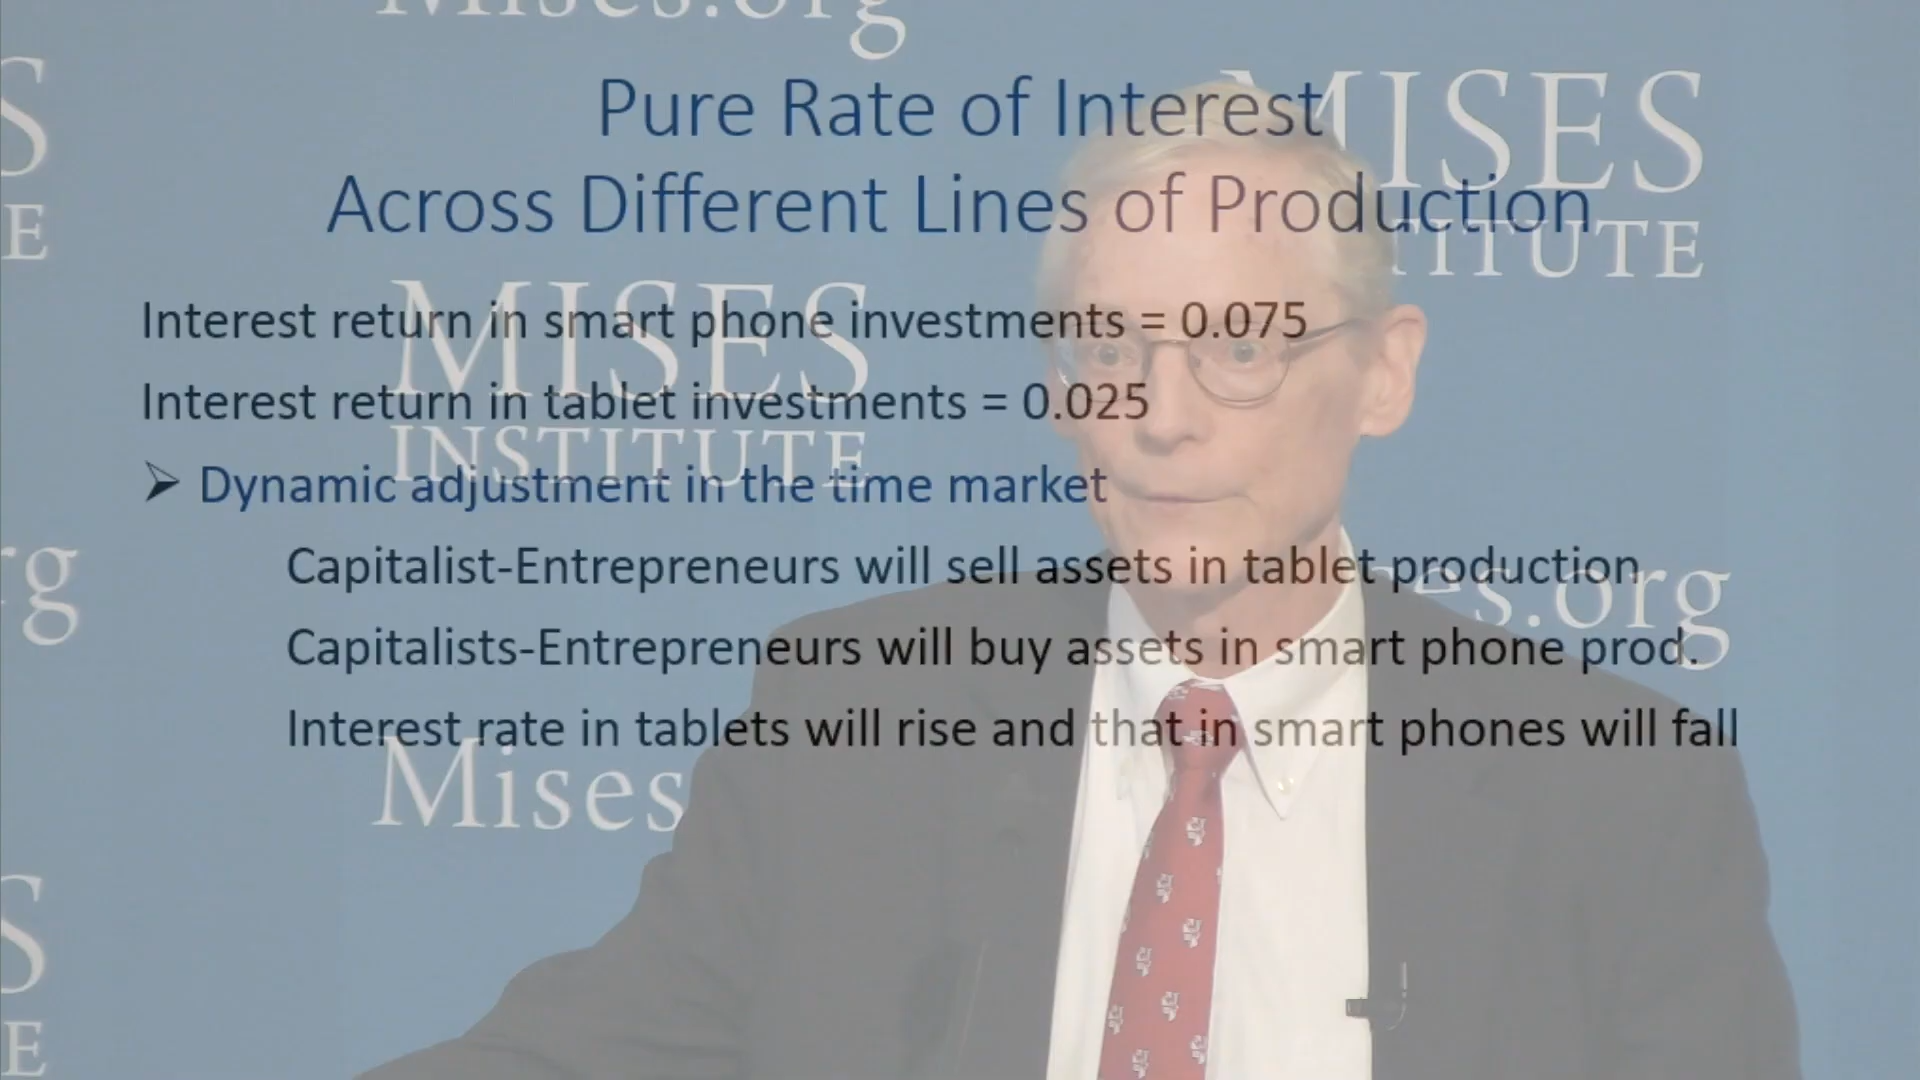 Mises.org
MISES
INSTITUTE
Pure Rate of Interest
Across Different Lines of Production
S
E
MISES
TITUTE
Interest return in smart phone investments = 0.075
Interest return in tablet investments = 0.025
➢ Dynamic adjustment in the time market
Capitalist-Entrepreneurs will sell assets in tablet production
Capitalists-Entrepreneurs will buy assets in smart phone prod.
Interest rate in tablets will rise and that in smart phones will fall
rg
es.org
Mises
S
E